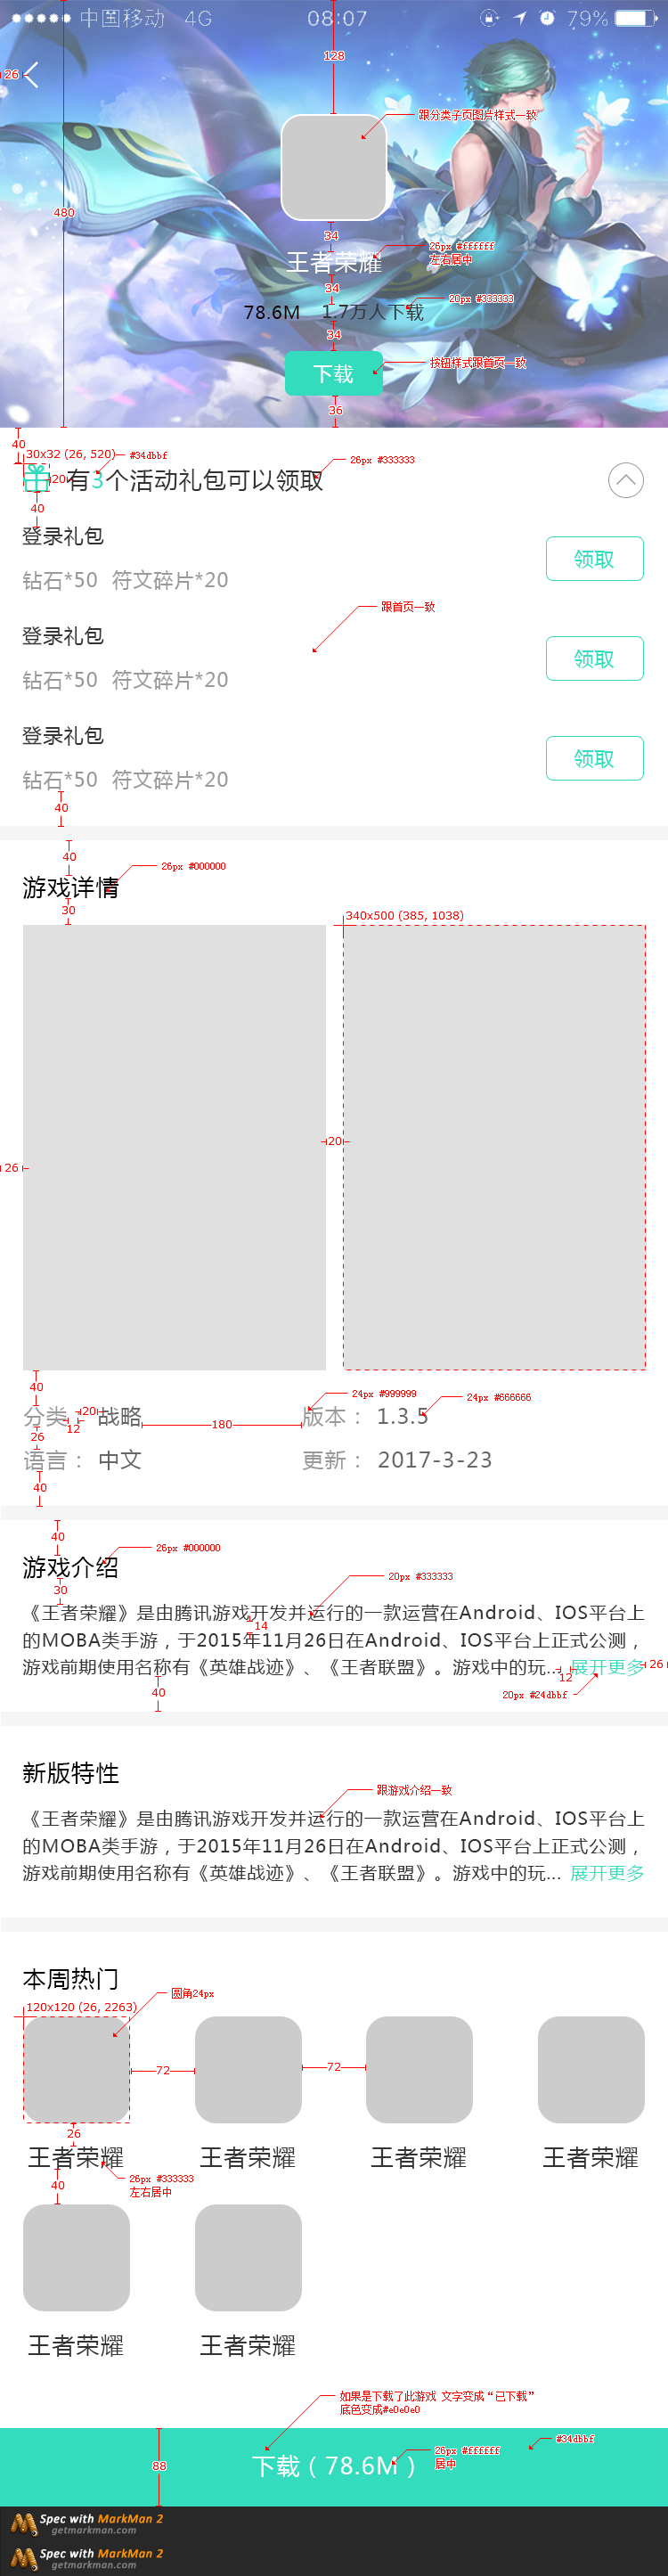 中国移动 4G 08:07 79%
26
128
跟分类子页图片样式一致
480
34
王者荣耀
26px #ffffff
左右居中
34
78.6M 1.7万人下载
20px #333333
34
下载
按钮样式跟首页一致
36
40
30x32 (26, 520)
#34dbbf
26px #333333
20
有3个活动礼包可以领取
40
登录礼包
钻石*50 符文碎片*20
领取
跟首页一致
登录礼包
钻石*50 符文碎片*20
领取
登录礼包
钻石*50 符文碎片*20
领取
40
40
26px #000000
游戏详情
30
340x500 (385, 1038)
20
26
40
24px #999999
24px #666666
分类 战略
版本： 1.3.5
20
12
180
26
语言： 中文
更新： 2017-3-23
40
40
26px #000000
游戏介绍
30
20px #333333
《王者荣耀》是由腾讯游戏开发并运行的一款运营在Android、IOS平台上
14
的MOBA类手游，于2015年11月26日在Android、IOS平台上正式公测，
游戏前期使用名称有《英雄战迹》、《王者联盟》。游戏中的玩... 展开更多
26
12
40
20px #24dbbf
新版特性
跟游戏介绍一致
《王者荣耀》是由腾讯游戏开发并运行的一款运营在Android、IOS平台上
的MOBA类手游，于2015年11月26日在Android、IOS平台上正式公测，
游戏前期使用名称有《英雄战迹》、《王者联盟》。游戏中的玩... 展开更多
本周热门
120x120 (26, 2263)
圆角24px
72
72
26
王者荣耀 王者荣耀 王者荣耀 王者荣耀
26px #333333
左右居中
40
王者荣耀 王者荣耀
如果是下载了此游戏 文字变成“已下载”
底色变成#e0e0e0
#34dbbf
88
下载（78.6M）
26px #ffffff
居中
Spec with MarkMan 2
getmarkman.com
Spec with MarkMan 2
getmarkman.com